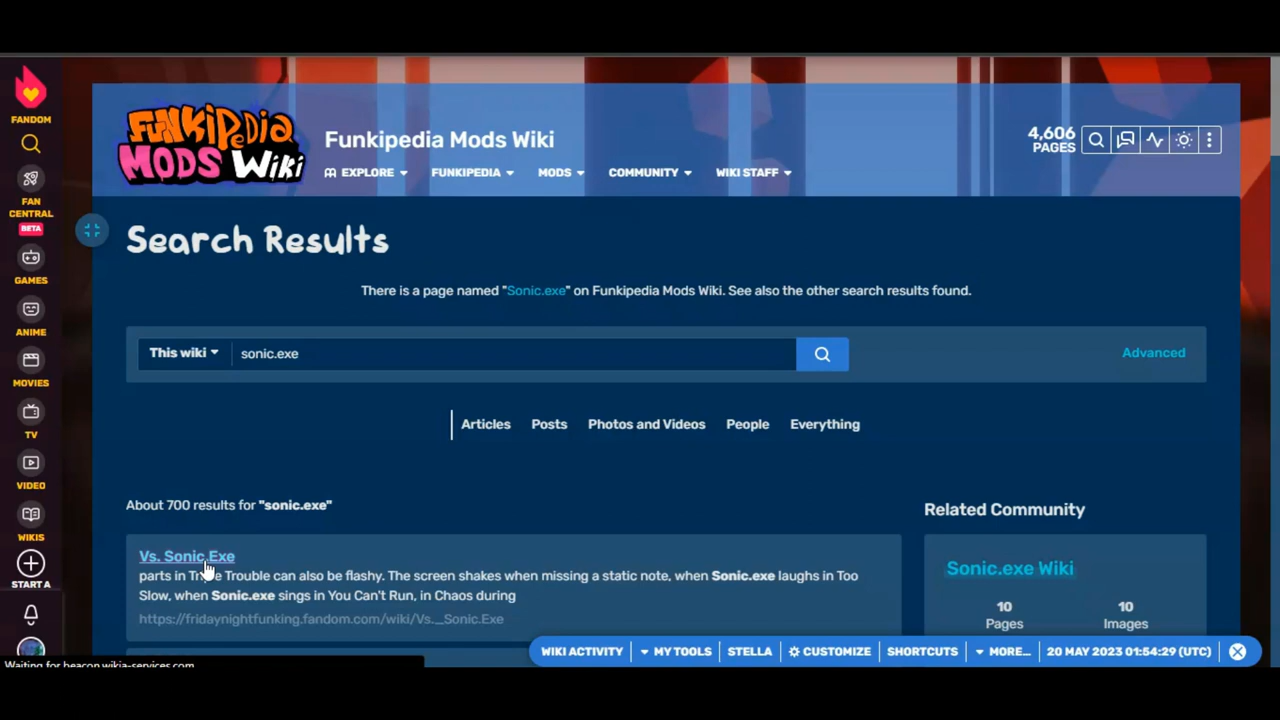 FANDOM
FAN
CENTRAL
BETA
GAMES
ANIME
MOVIES
TV
VIDEO
WIKIS
START A
FUNKIPEDIA
MODS WIKI
Funkipedia Mods Wiki
EXPLORE
FUNKIPEDIA
MODS
COMMUNITY
WIKI STAFF
4,606
PAGES
Search Results
There is a page named "Sonic.exe" on Funkipedia Mods Wiki. See also the other search results found.
This wiki
sonic.exe
Advanced
Articles
Posts
Photos and Videos
People
Everything
About 700 results for "sonic.exe"
Vs. Sonic.Exe
parts in Triple Trouble can also be flashy. The screen shakes when missing a static note, when Sonic.exe laughs in Too
Slow, when Sonic.exe sings in You Can't Run, in Chaos during
https://fridaynightfunking.fandom.com/wiki/Vs._Sonic.Exe
Related Community
Sonic.exe Wiki
10
Pages
10
Images
WIKI ACTIVITY
MY TOOLS
STELLA
CUSTOMIZE
SHORTCUTS
MORE...
20 MAY 2023 01:54:29 (UTC)
Waiting for beacon.wikia-services.com